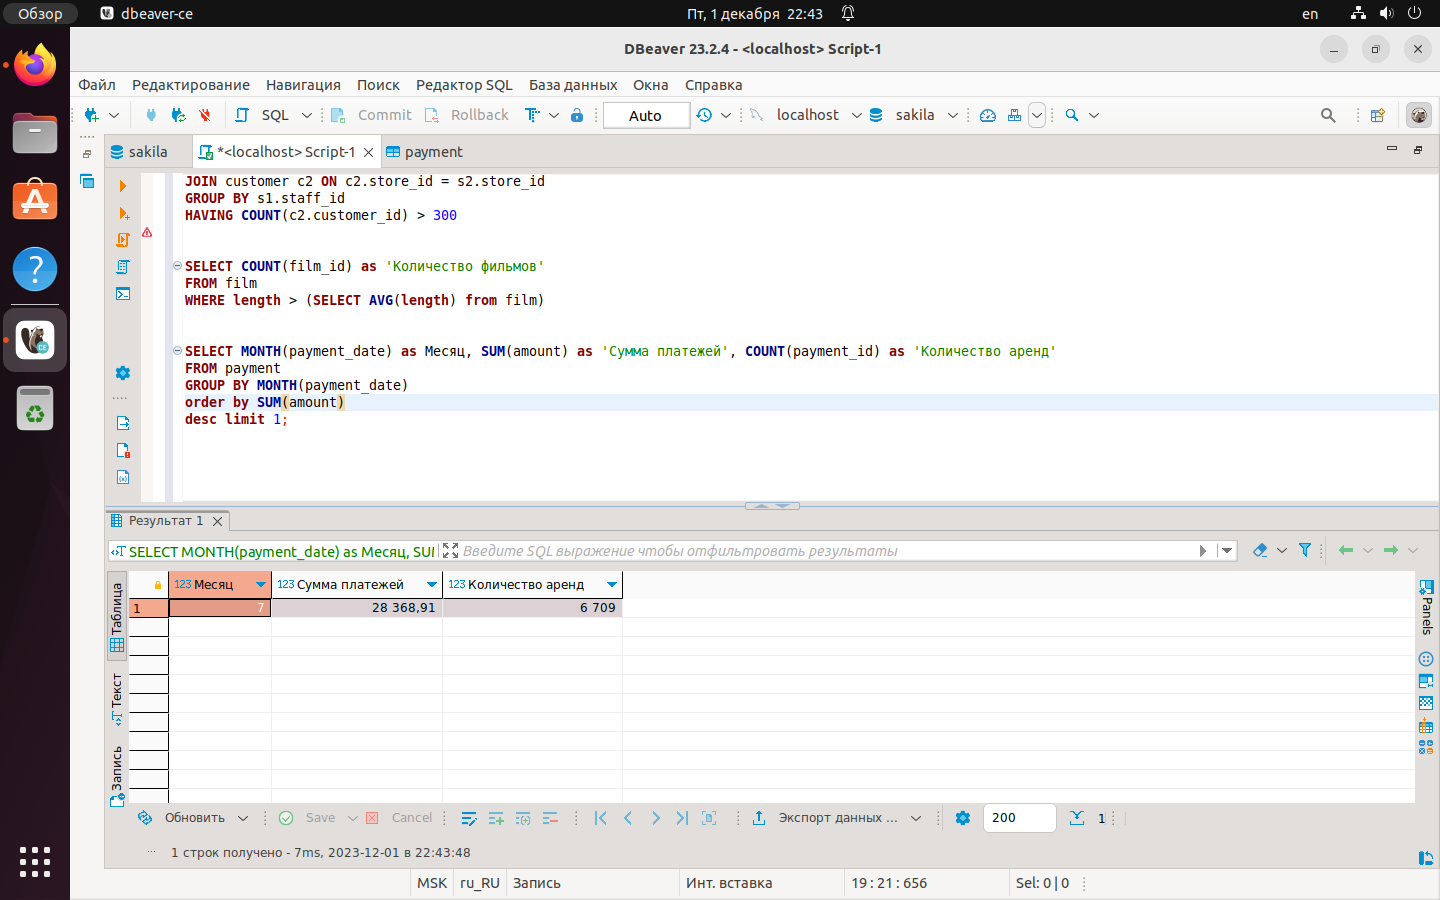 Обзор
dbeaver-ce
Пт, 1 декабря 22:43
en
DBeaver 23.2.4 - <localhost> Script-1
Файл Редактирование Навигация Поиск Редактор SQL База данных Окна Справка
SQL Commit Rollback Auto localhost sakila
sakila *<localhost> Script-1 payment
JOIN customer c2 ON c2.store_id = s2.store_id
GROUP BY s1.staff_id
HAVING COUNT(c2.customer_id) > 300
SELECT COUNT(film_id) as 'Количество фильмов'
FROM film
WHERE length > (SELECT AVG(length) from film)
SELECT MONTH(payment_date) as Месяц, SUM(amount) as 'Сумма платежей', COUNT(payment_id) as 'Количество аренд'
FROM payment
GROUP BY MONTH(payment_date)
order by SUM(amount)
desc limit 1;
Результат 1
SELECT MONTH(payment_date) as Месяц, SUM
Введите SQL выражение чтобы отфильтровать результаты
Таблица
Текст
Запись
123 Месяц 123 Сумма платежей 123 Количество аренд
1 7 28 368,91 6 709
Panels
Обновить Save Cancel Экспорт данных ... 200 1
1 строк получено - 7ms, 2023-12-01 в 22:43:48
MSK ru_RU Запись Инт. вставка 19 : 21 : 656 Sel: 0 | 0